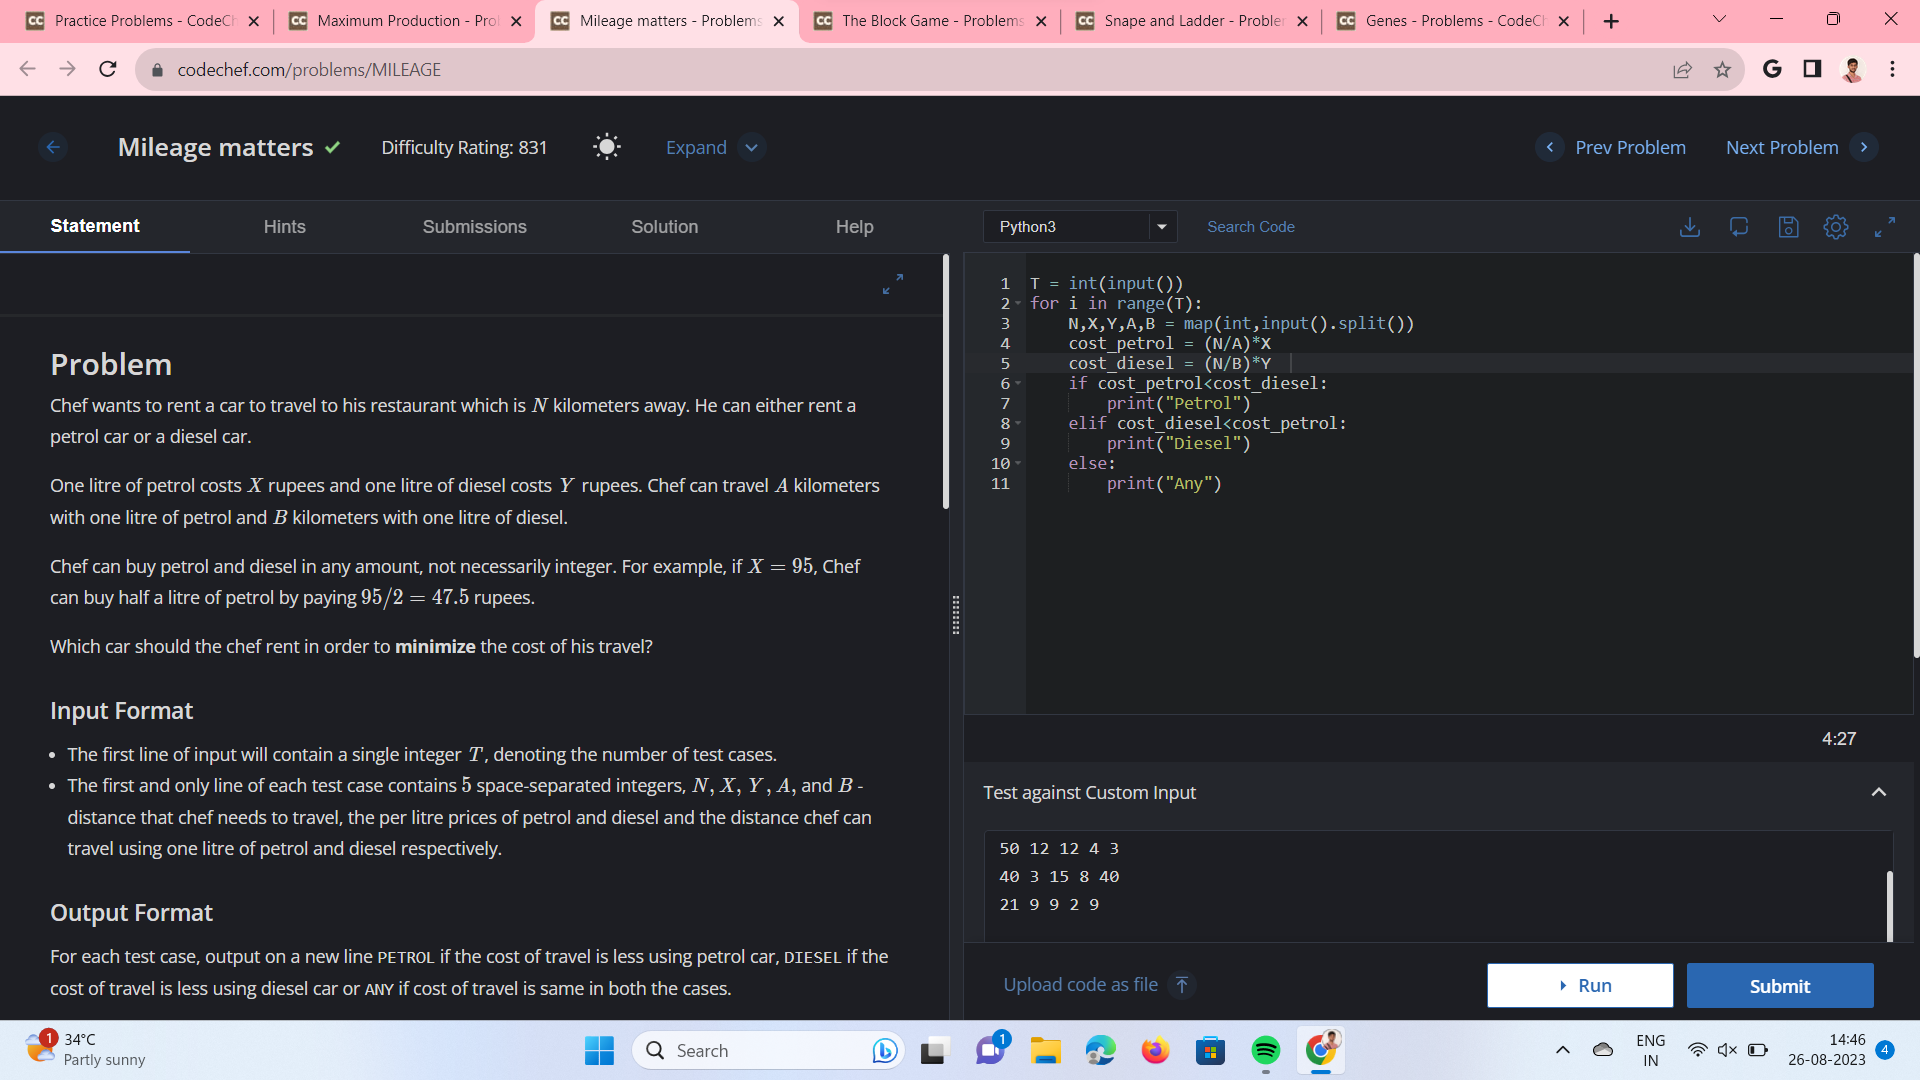 Practice Problems - CodeCh
Maximum Production - Pro
Mileage matters - Problems
The Block Game - Problems
Snape and Ladder - Problem
Genes - Problems - CodeCh
codechef.com/problems/MILEAGE
Mileage matters
Difficulty Rating: 831
Expand
Prev Problem
Next Problem
Statement
Hints
Submissions
Solution
Help
Python3
Search Code
Problem
Chef wants to rent a car to travel to his restaurant which is N kilometers away. He can either rent a
petrol car or a diesel car.
One litre of petrol costs X rupees and one litre of diesel costs Y rupees. Chef can travel A kilometers
with one litre of petrol and B kilometers with one litre of diesel.
Chef can buy petrol and diesel in any amount, not necessarily integer. For example, if X = 95, Chef
can buy half a litre of petrol by paying 95/2 = 47.5 rupees.
Which car should the chef rent in order to minimize the cost of his travel?
Input Format
• The first line of input will contain a single integer T, denoting the number of test cases.
• The first and only line of each test case contains 5 space-separated integers, N, X, Y, A, and B -
distance that chef needs to travel, the per litre prices of petrol and diesel and the distance chef can
travel using one litre of petrol and diesel respectively.
Output Format
For each test case, output on a new line PETROL if the cost of travel is less using petrol car, DIESEL if the
cost of travel is less using diesel car or ANY if cost of travel is same in both the cases.
1 T = int(input())
2 for i in range(T):
3 N,X,Y,A,B = map(int,input().split())
4 cost_petrol = (N/A)*X
5 cost_diesel = (N/B)*Y
6 if cost_petrol<cost_diesel:
7 print("Petrol")
8 elif cost_diesel<cost_petrol:
9 print("Diesel")
10 else:
11 print("Any")
4:27
Test against Custom Input
50 12 12 4 3
40 3 15 8 40
21 9 9 2 9
Upload code as file
Run
Submit
1
34°C
Partly sunny
Search
1
ENG
IN
14:46
26-08-2023
4